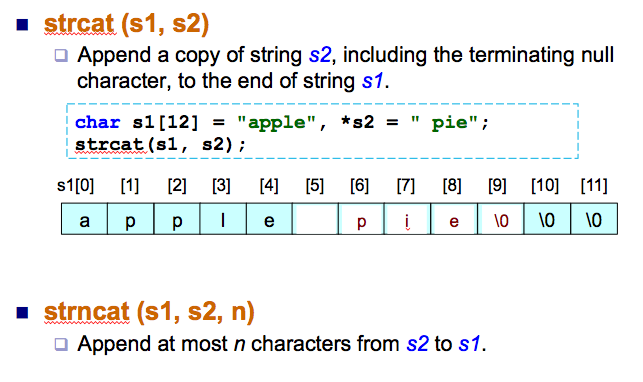 strcat (s1, s2)
Append a copy of string s2, including the terminating null
character, to the end of string s1.
char s1[12] = "apple", *s2 = " pie";
strcat(s1, s2);
s1[0] [1] [2] [3] [4] [5] [6] [7] [8] [9] [10] [11]
a p p l e p i e \0 \0 \0
strncat (s1, s2, n)
Append at most n characters from s2 to s1.